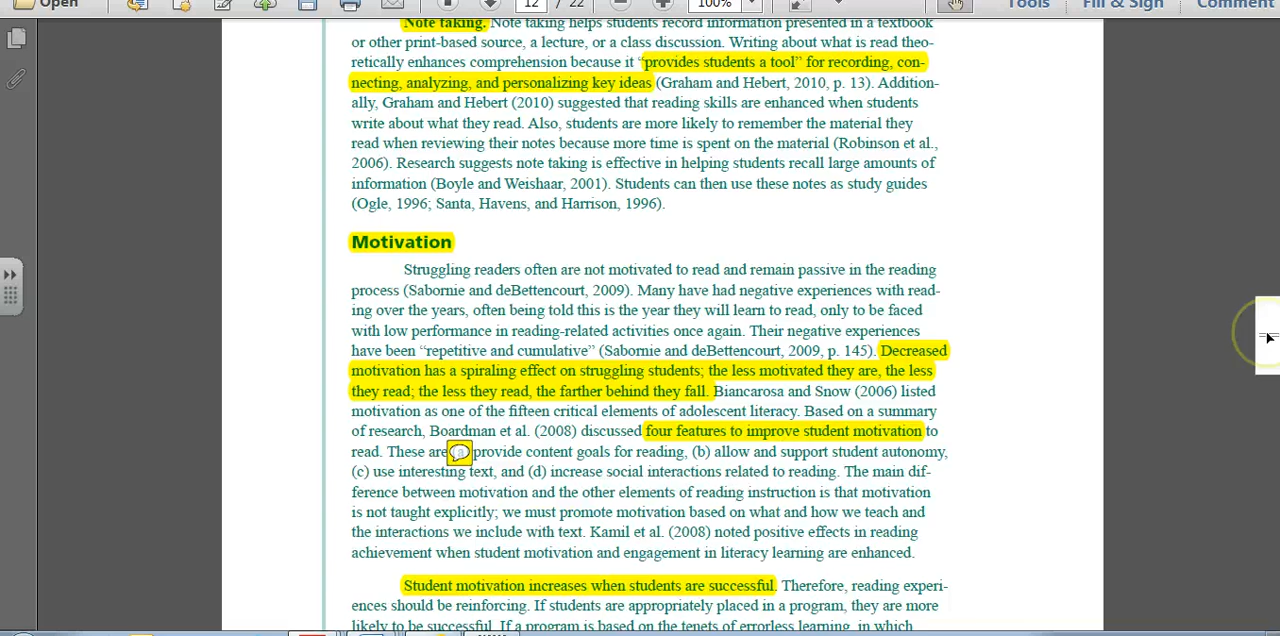 Open
12 / 22
100%
Tools
Fill & Sign
Comment
Note taking. Note taking helps students record information presented in a textbook
or other print-based source, a lecture, or a class discussion. Writing about what is read theo-
retically enhances comprehension because it “provides students a tool” for recording, con-
necting, analyzing, and personalizing key ideas (Graham and Hebert, 2010, p. 13). Addition-
ally, Graham and Hebert (2010) suggested that reading skills are enhanced when students
write about what they read. Also, students are more likely to remember the material they
read when reviewing their notes because more time is spent on the material (Robinson et al.,
2006). Research suggests note taking is effective in helping students recall large amounts of
information (Boyle and Weishaar, 2001). Students can then use these notes as study guides
(Ogle, 1996; Santa, Havens, and Harrison, 1996).
Motivation
Struggling readers often are not motivated to read and remain passive in the reading
process (Sabornie and deBettencourt, 2009). Many have had negative experiences with read-
ing over the years, often being told this is the year they will learn to read, only to be faced
with low performance in reading-related activities once again. Their negative experiences
have been “repetitive and cumulative” (Sabornie and deBettencourt, 2009, p. 145). Decreased
motivation has a spiraling effect on struggling students; the less motivated they are, the less
they read; the less they read, the farther behind they fall. Biancarosa and Snow (2006) listed
motivation as one of the fifteen critical elements of adolescent literacy. Based on a summary
of research, Boardman et al. (2008) discussed four features to improve student motivation to
read. These are provide content goals for reading, (b) allow and support student autonomy,
(c) use interesting text, and (d) increase social interactions related to reading. The main dif-
ference between motivation and the other elements of reading instruction is that motivation
is not taught explicitly; we must promote motivation based on what and how we teach and
the interactions we include with text. Kamil et al. (2008) noted positive effects in reading
achievement when student motivation and engagement in literacy learning are enhanced.
Student motivation increases when students are successful. Therefore, reading experi-
ences should be reinforcing. If students are appropriately placed in a program, they are more
likely to be successful. If a program is based on the tenets of errorless learning, in which